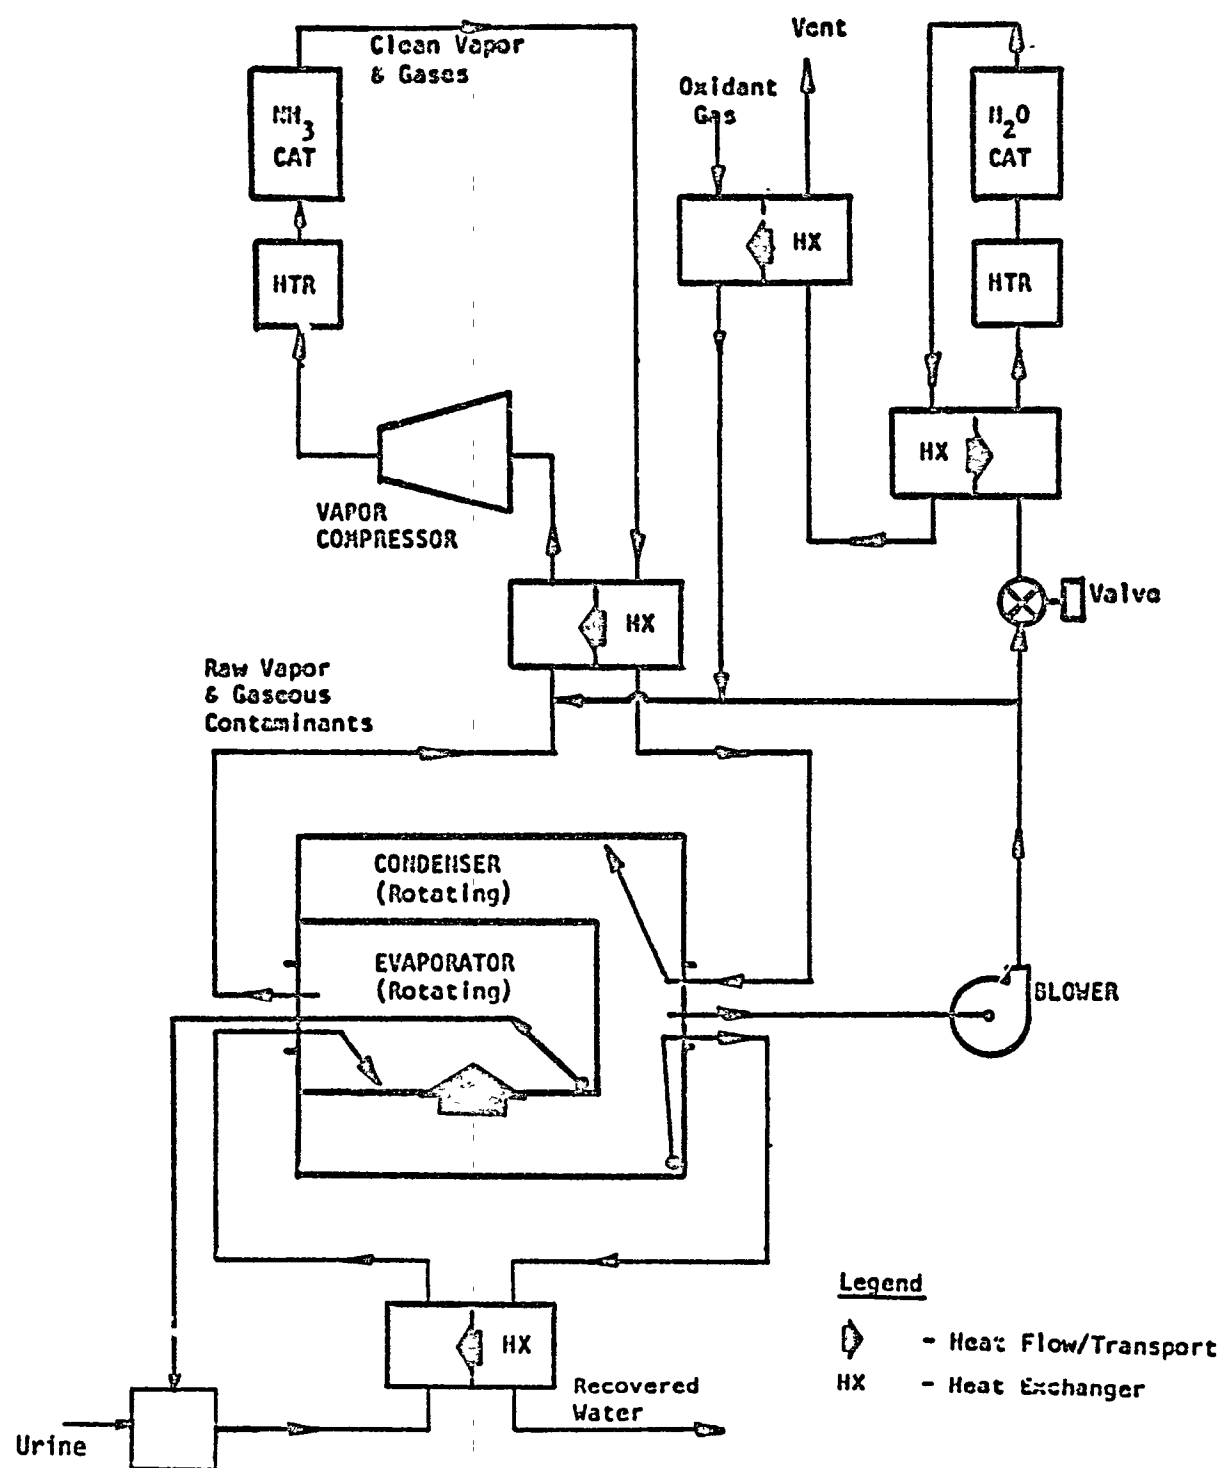 Clean Vapor
& Gases
Vent
Oxidant
Gas
NH3
CAT
N2O
CAT
HX
HTR
HTR
HX
VAPOR
COMPRESSOR
Valve
HX
Raw Vapor
& Gaseous
Contaminants
CONDENSER
(Rotating)
EVAPORATOR
(Rotating)
BLOWER
Legend
- Heat Flow/Transport
HX
HX - Heat Exchanger
Recovered
Water
Urine